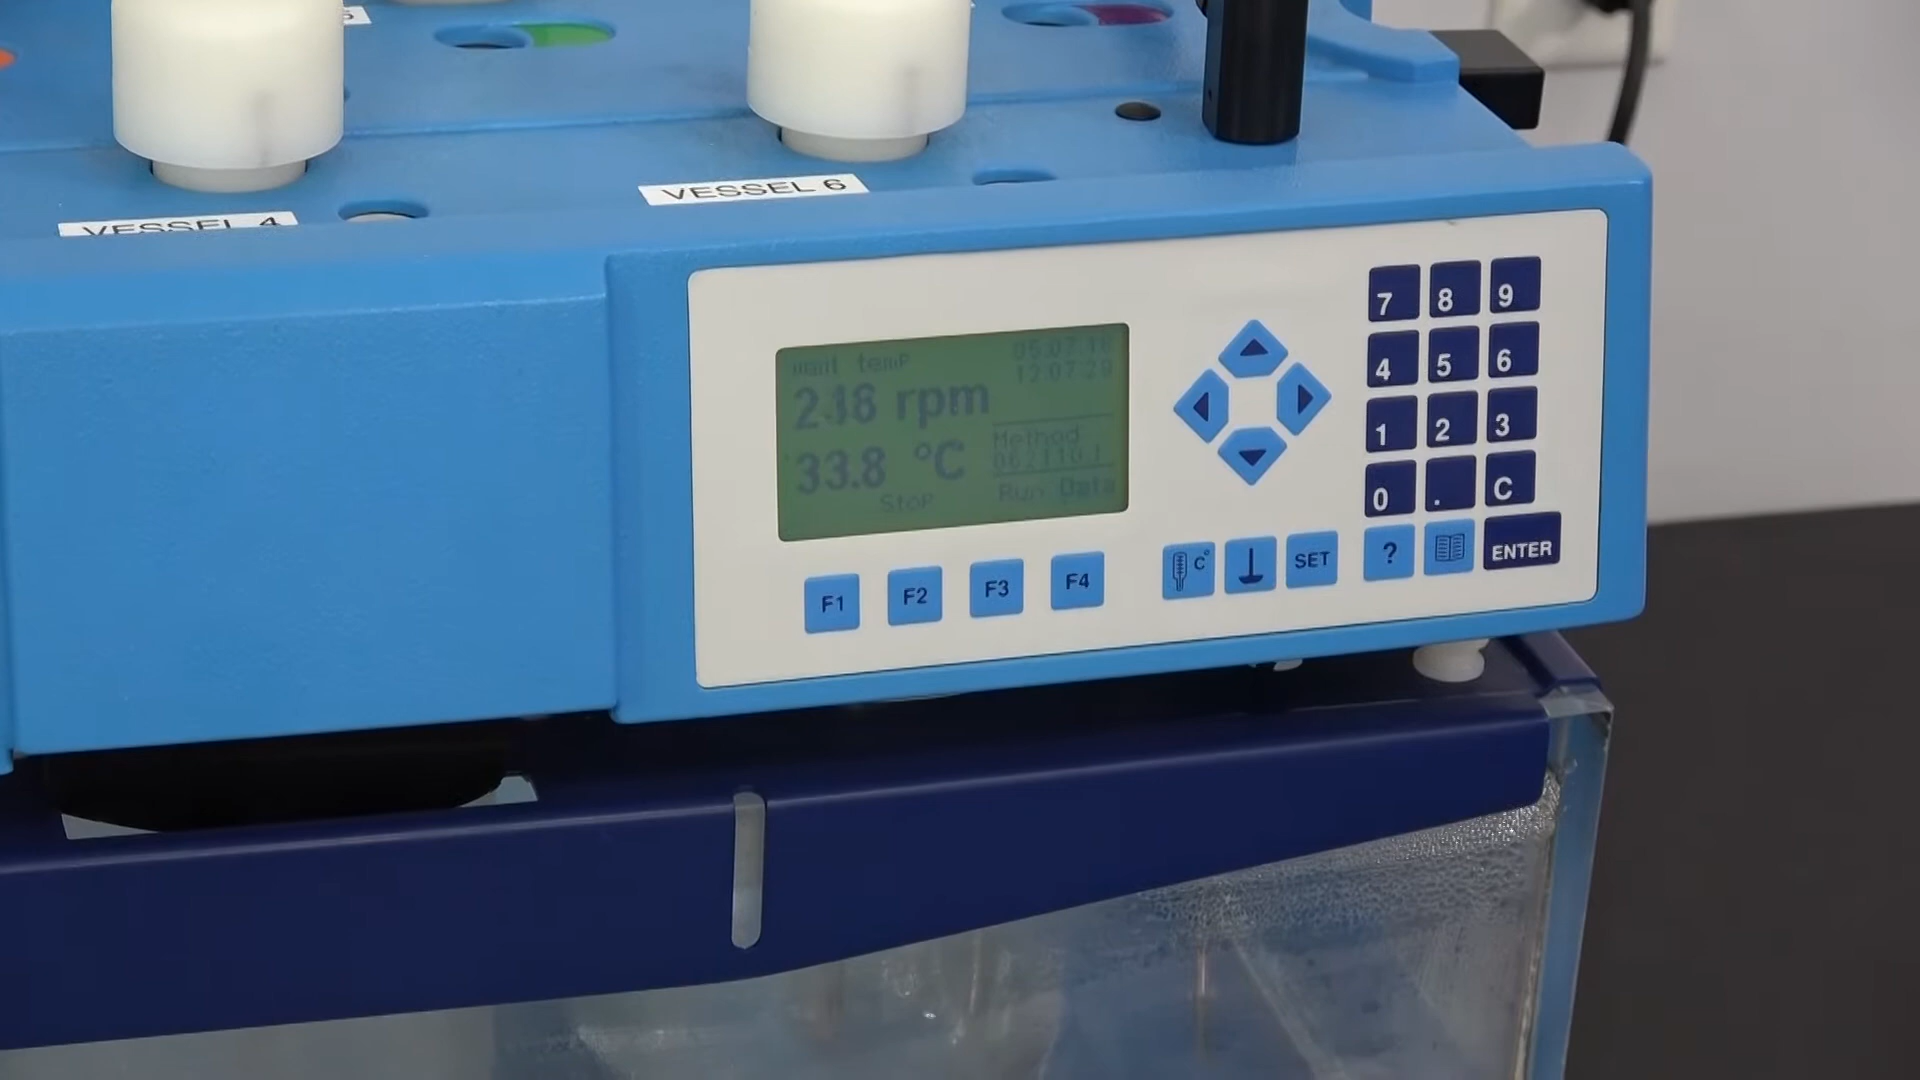 5
VESSEL 6
VESSEL 4
temP
rpm
33.8 °C
Method
StoP
Run Data
7 8 9
4 5 6
1 2 3
0 . C
F1 F2 F3 F4
C° SET ? ENTER